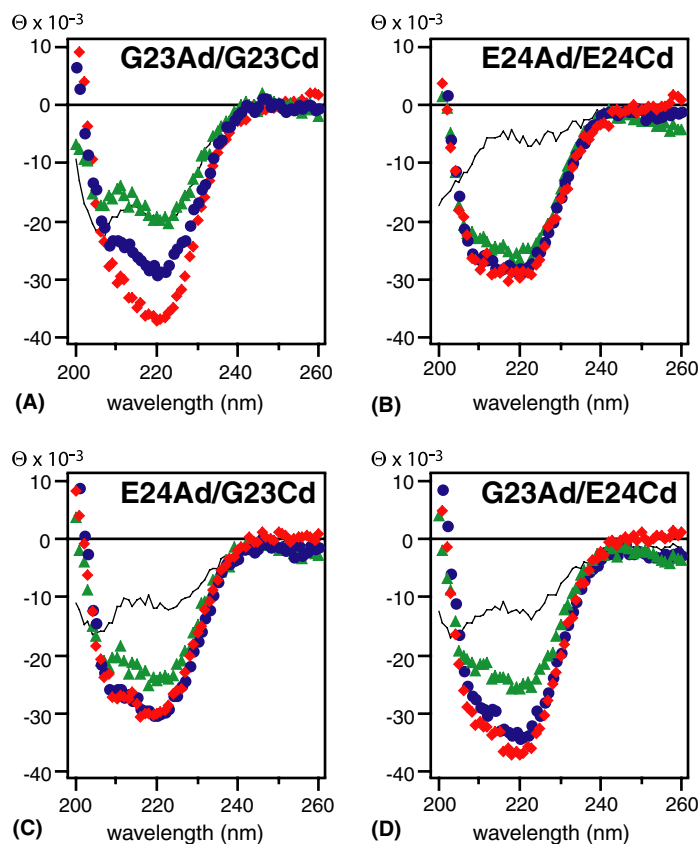 Θ x 10⁻³
Θ x 10⁻³
10
0
-10
-20
-30
-40
G23Ad/G23Cd
200
220
240
260
(A)
wavelength (nm)
10
0
-10
-20
-30
-40
E24Ad/E24Cd
200
220
240
260
(B)
wavelength (nm)
Θ x 10⁻³
Θ x 10⁻³
10
0
-10
-20
-30
-40
E24Ad/G23Cd
200
220
240
260
(C)
wavelength (nm)
10
0
-10
-20
-30
-40
G23Ad/E24Cd
200
220
240
260
(D)
wavelength (nm)